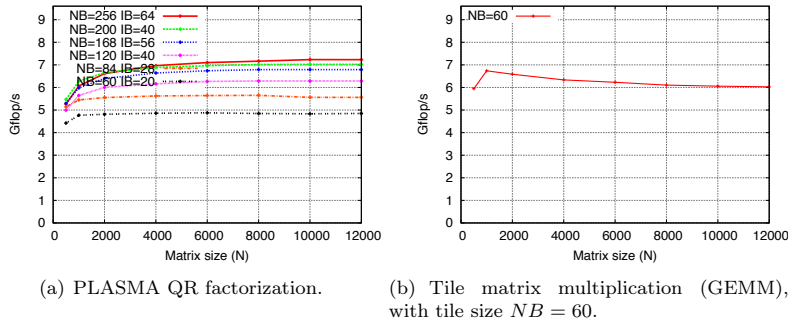 NB=256 IB=64
NB=200 IB=40
NB=168 IB=56
NB=120 IB=40
NB=84 IB=28
NB=60 IB=20
9
8
7
6
5
4
3
2
1
0
Gflop/s
0 2000 4000 6000 8000 10000 12000
Matrix size (N)
(a) PLASMA QR factorization.
NB=60
9
8
7
6
5
4
3
2
1
0
Gflop/s
0 2000 4000 6000 8000 10000 12000
Matrix size (N)
(b) Tile matrix multiplication (GEMM),
with tile size NB = 60.